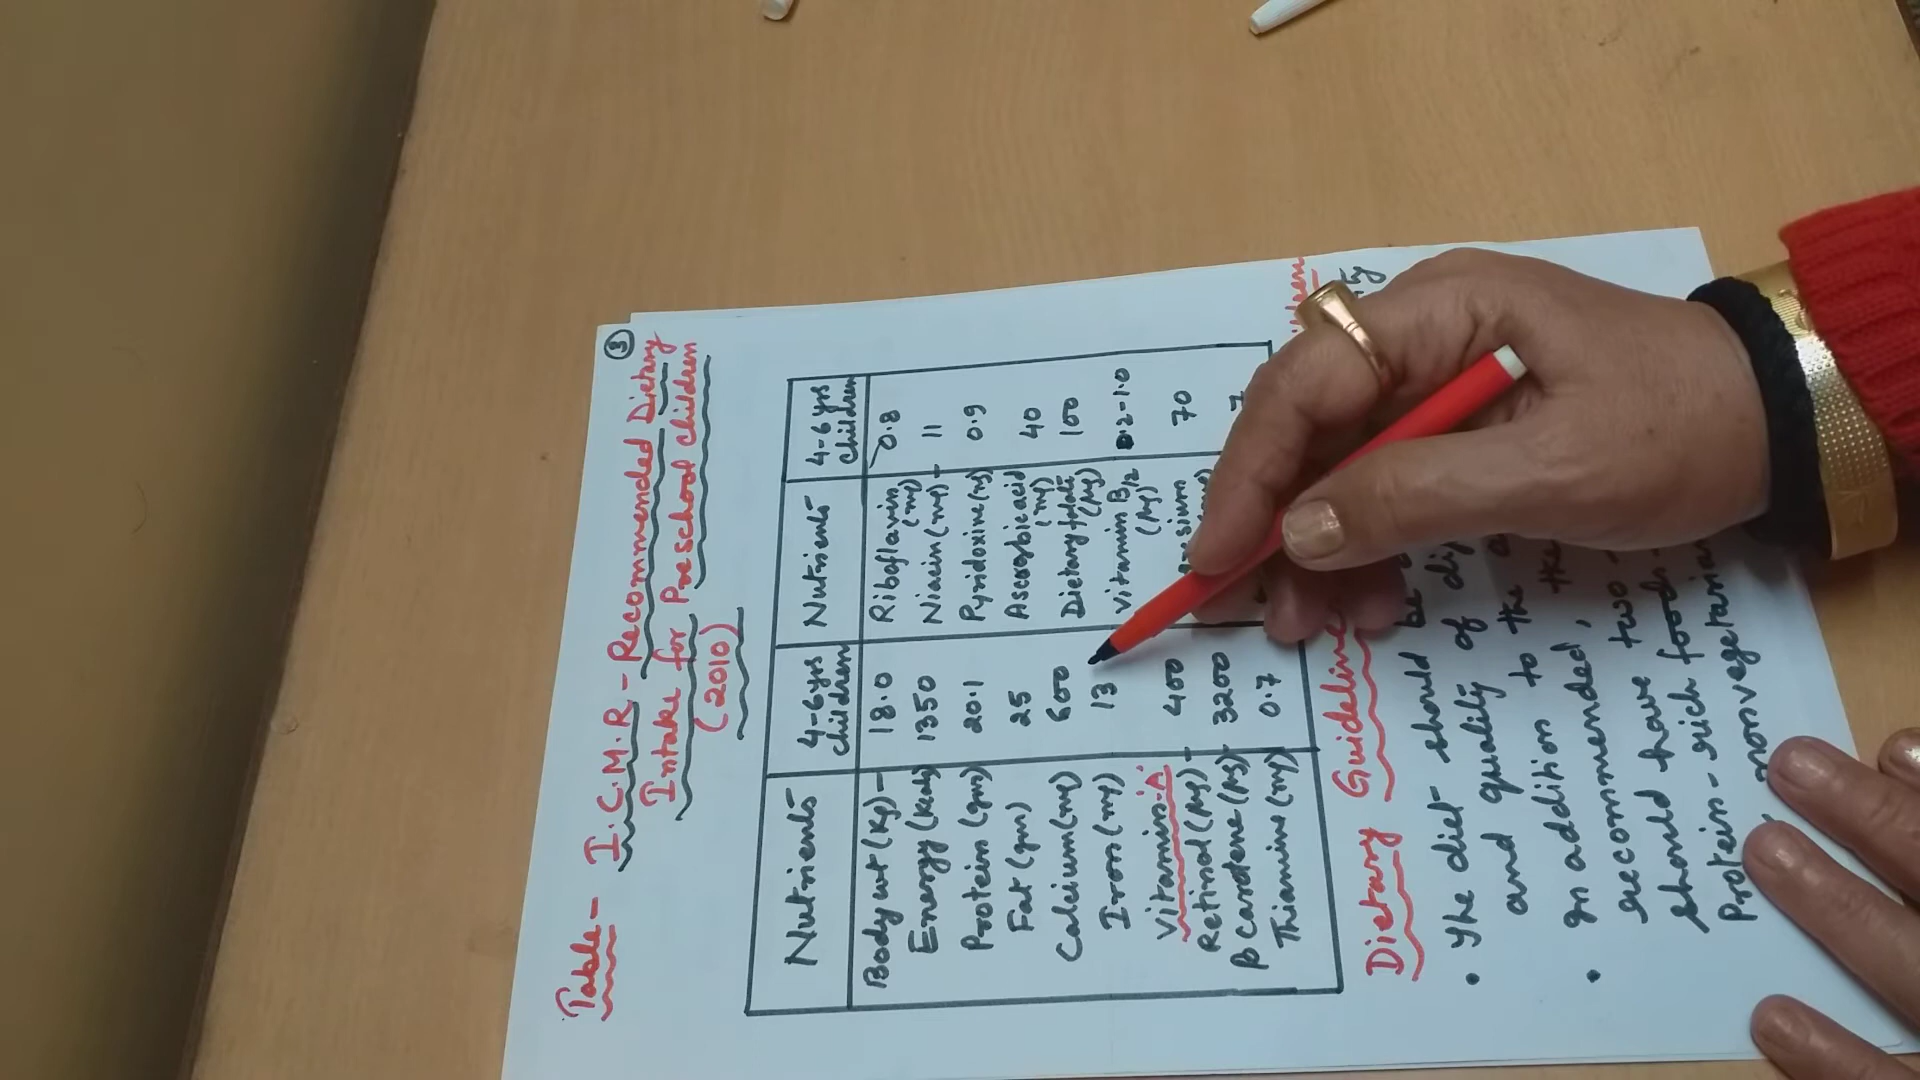 ③
Table - I.C.M.R - Recommended Dietary
Intake for Preschool children
(2010)
Nutrients 4-6 yrs children Nutrients 4-6 yrs children
Body wt (Kg) - 18.0 Riboflavin (mg) 0.8
Energy (Kcal) 1350 Niacin (mg) - 11
Protein (gm) 20.1 Pyridoxine (mg) 0.9
Fat (gm) 25 Ascorbic acid (mg) 40
Calcium (mg) 600 Dietary folate (µg) 100
Iron (mg) 13 Vitamin B12 (µg) 0.2-1.0
Vitamin-'A'
Retinol (µg) - 400 70
β Carotene (µg) - 3200
Thiamine (mg) 0.7
Dietary Guideline
• The diet should be
and quality of
In addition to the
• recommended, the
should have two -
Protein-rich foods -
nonvegetaria